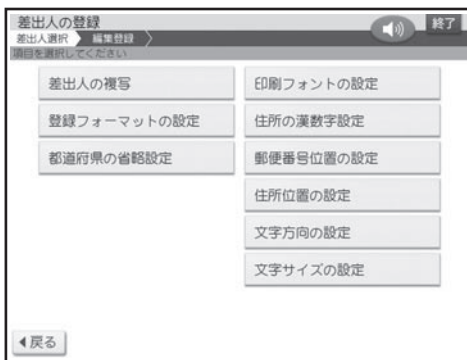 差出人の登録
終了
差出人選択 編集登録
項目を選択してください
差出人の複写
登録フォーマットの設定
都道府県の省略設定
印刷フォントの設定
住所の漢数字設定
郵便番号位置の設定
住所位置の設定
文字方向の設定
文字サイズの設定
戻る